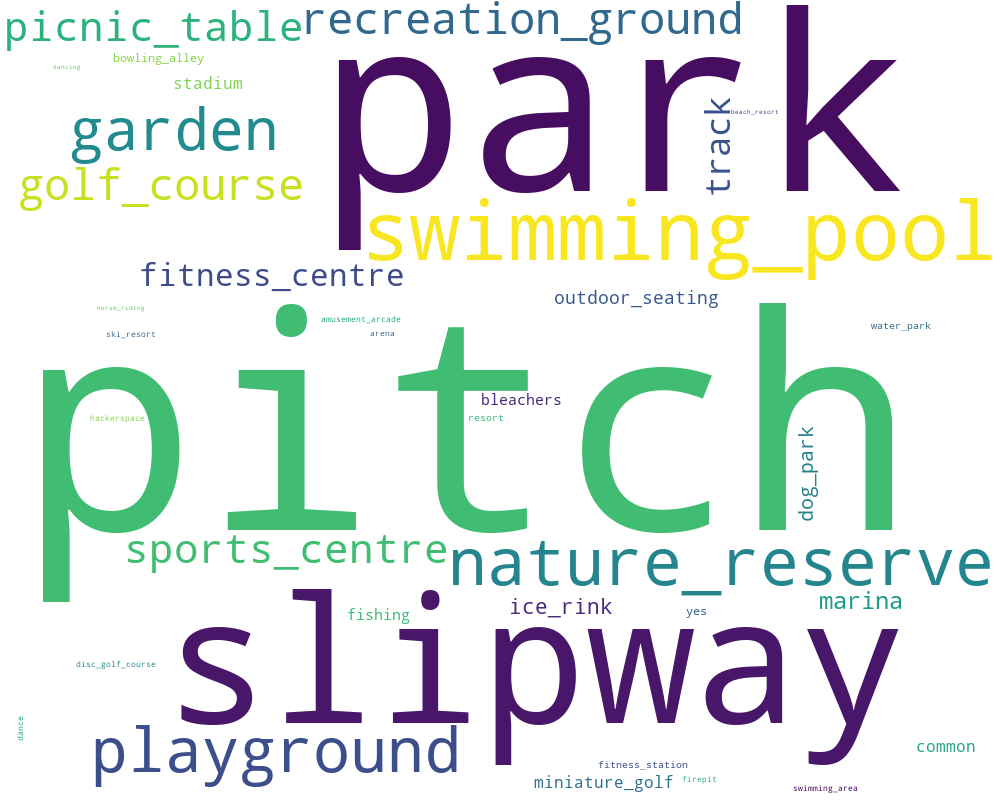 picnic_table
recreation_ground
park
bowling_alley
dancing
stadium
garden
track
beach_resort
golf_course
swimming_pool
fitness_centre
outdoor_seating
horse_riding
amusement_arcade
ski_resort
arena
water_park
pitch
bleachers
hackerspace
resort
dog_park
sports_centre
nature_reserve
slipway
ice_rink
marina
fishing
yes
disc_golf_course
dance
playground
common
fitness_station
miniature_golf
firepit
swimming_area